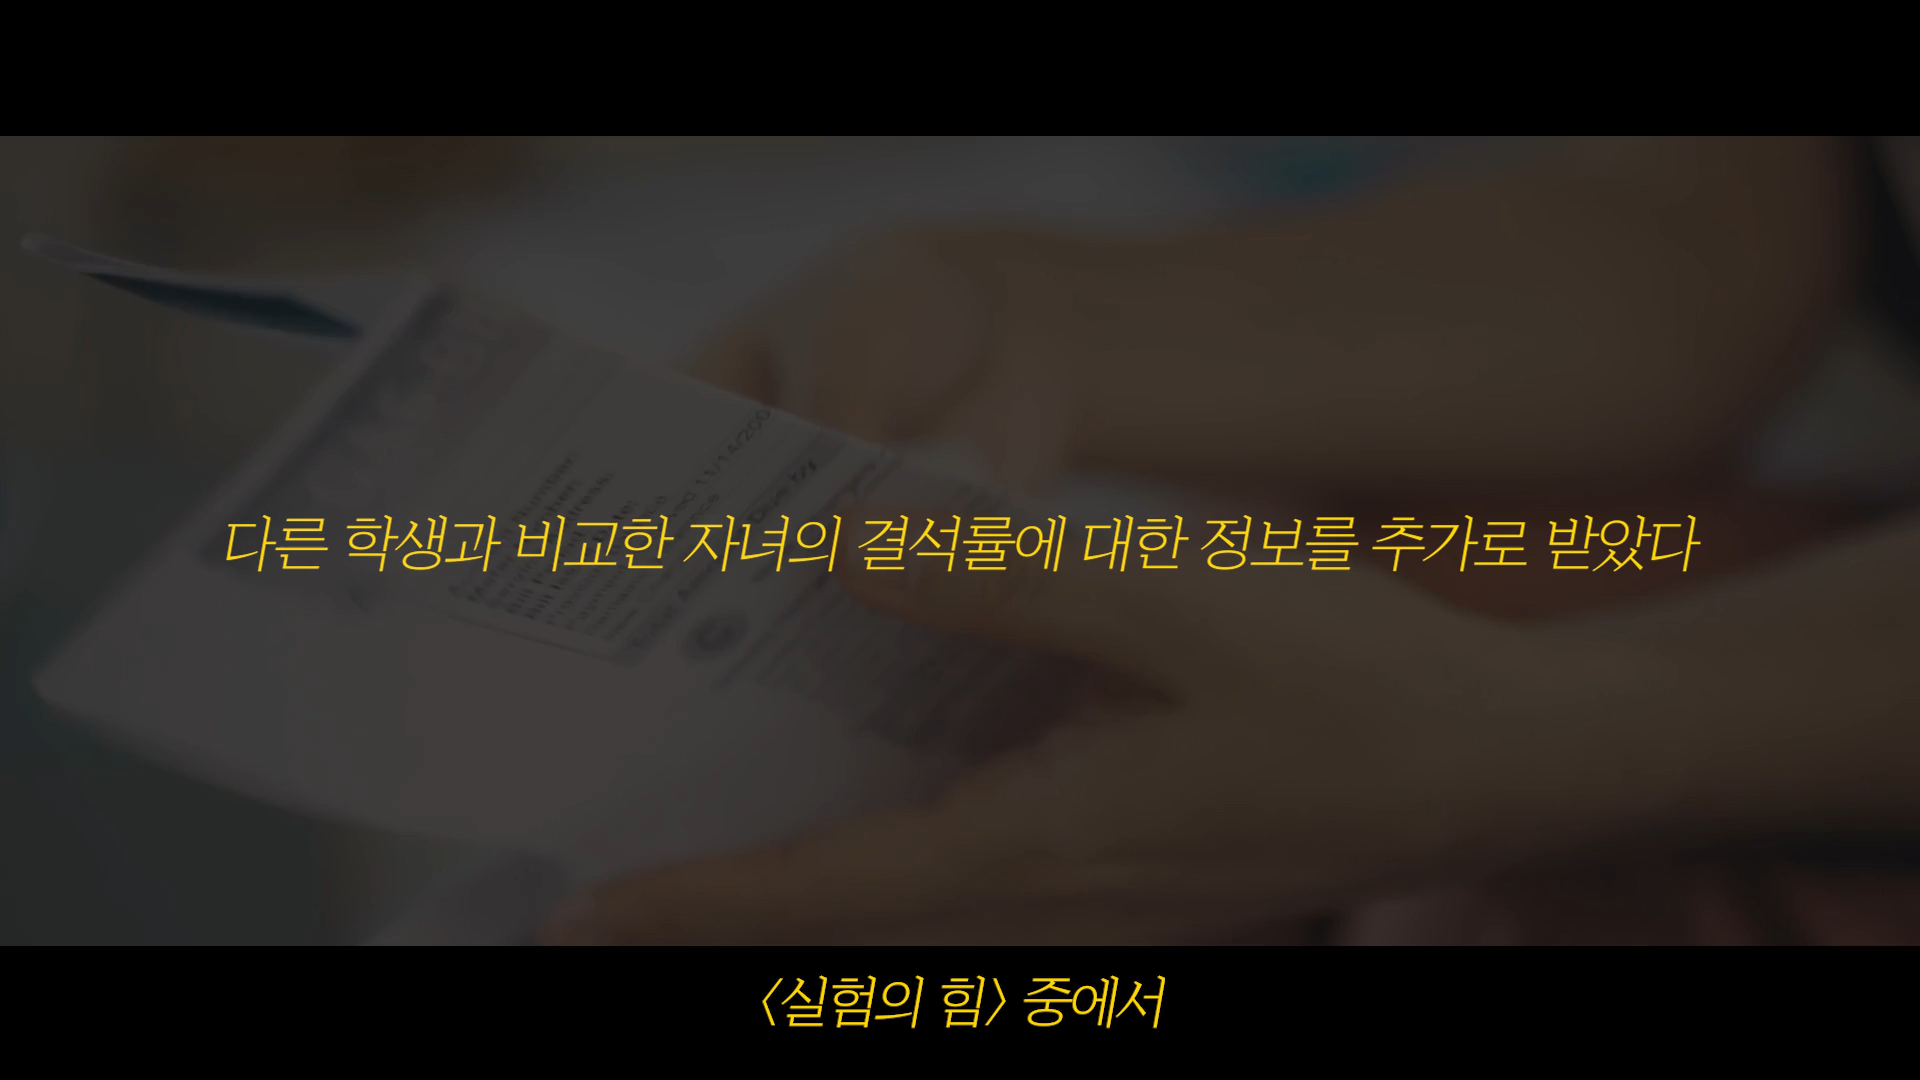 다른 학생과 비교한 자녀의 결석률에 대한 정보를 추가로 받았다
<실험의 힘> 중에서